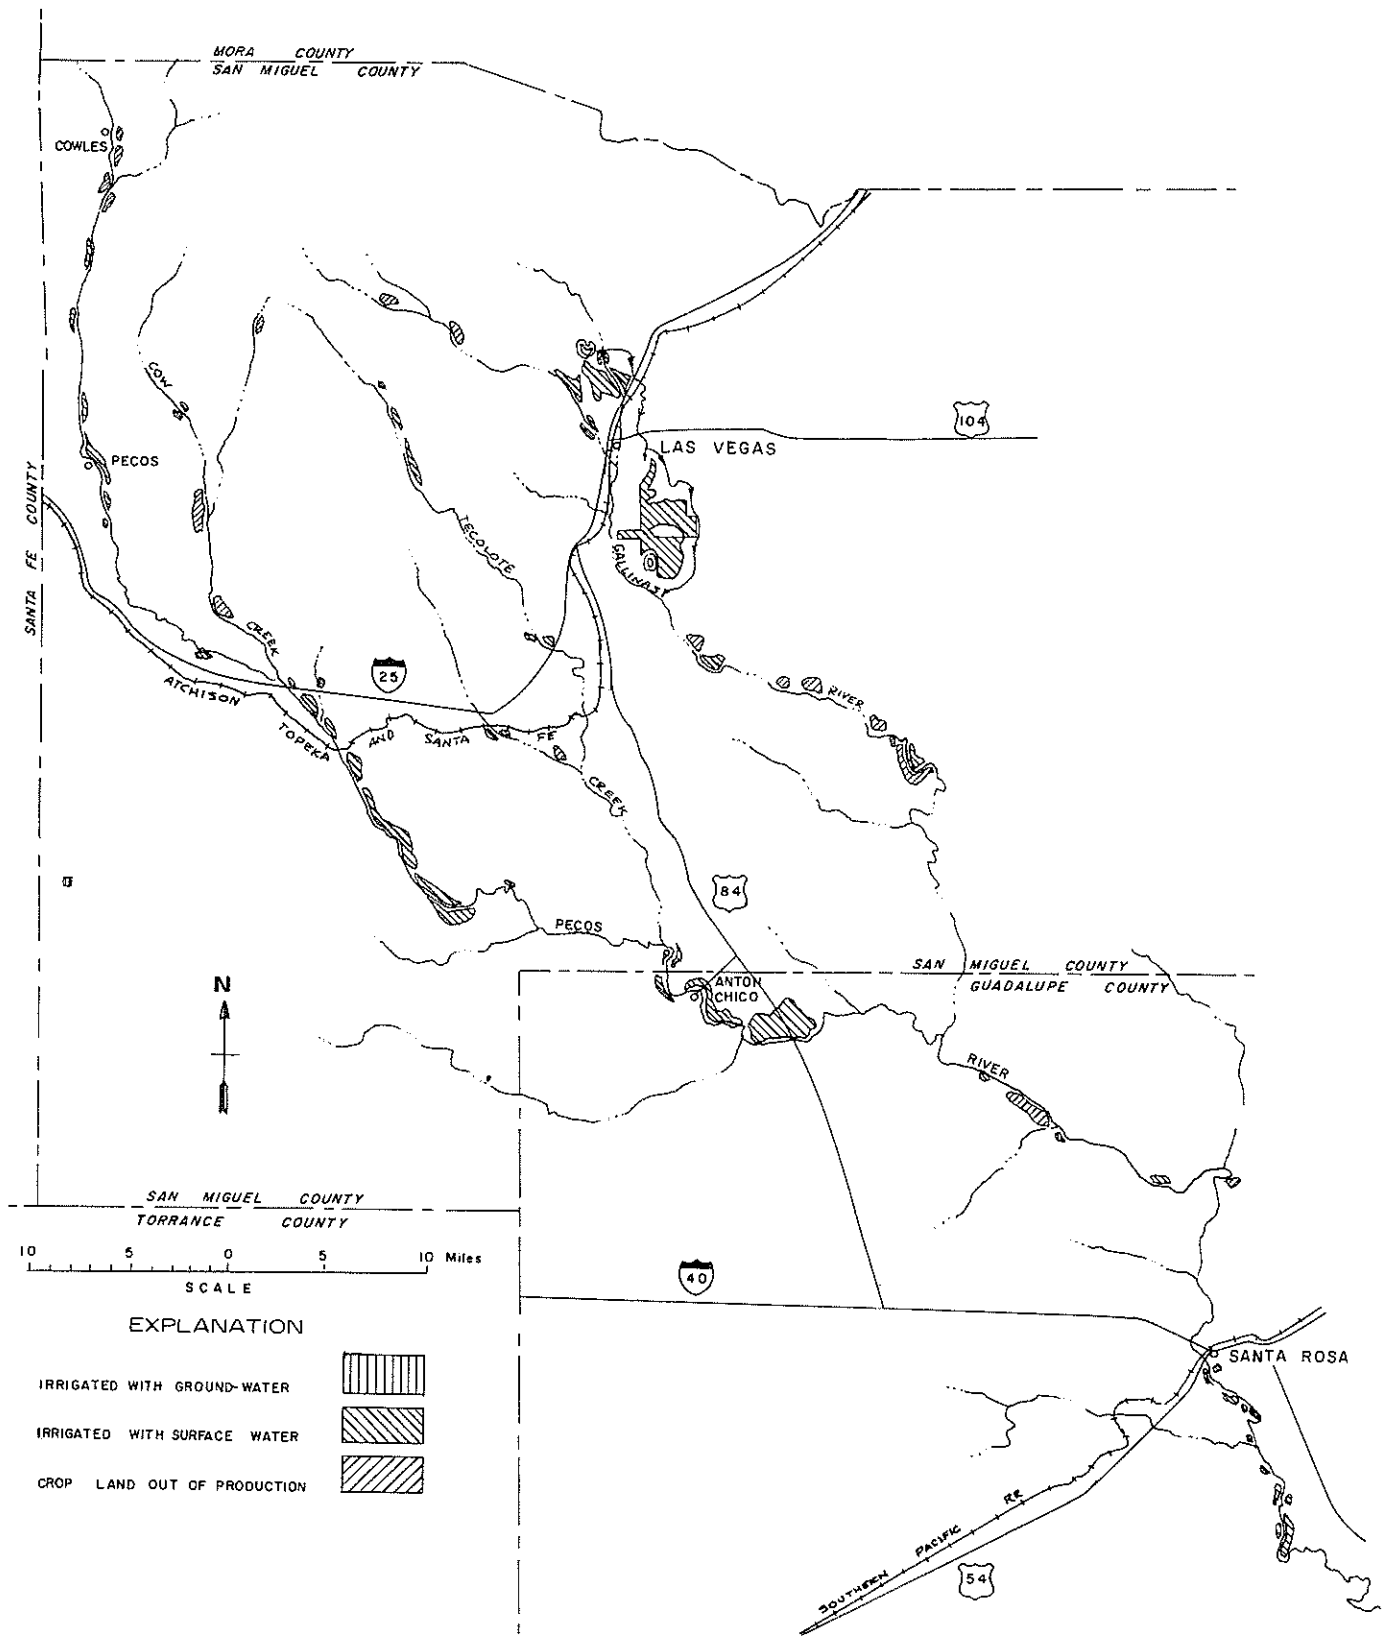 MORA COUNTY
SAN MIGUEL COUNTY
COWLES
COW
104
LAS VEGAS
PECOS
SANTA FE COUNTY
TECOLOTE
GALLINAS
CREEK
25
RIVER
ATCHISON
TOPEKA AND SANTA FE
CREEK
84
PECOS
SAN MIGUEL COUNTY
GUADALUPE COUNTY
N
ANTON
CHICO
RIVER
SAN MIGUEL COUNTY
TORRANCE COUNTY
10 5 0 5 10 Miles
SCALE
40
EXPLANATION
SANTA ROSA
IRRIGATED WITH GROUND-WATER
IRRIGATED WITH SURFACE WATER
CROP LAND OUT OF PRODUCTION
SOUTHERN PACIFIC RR
54